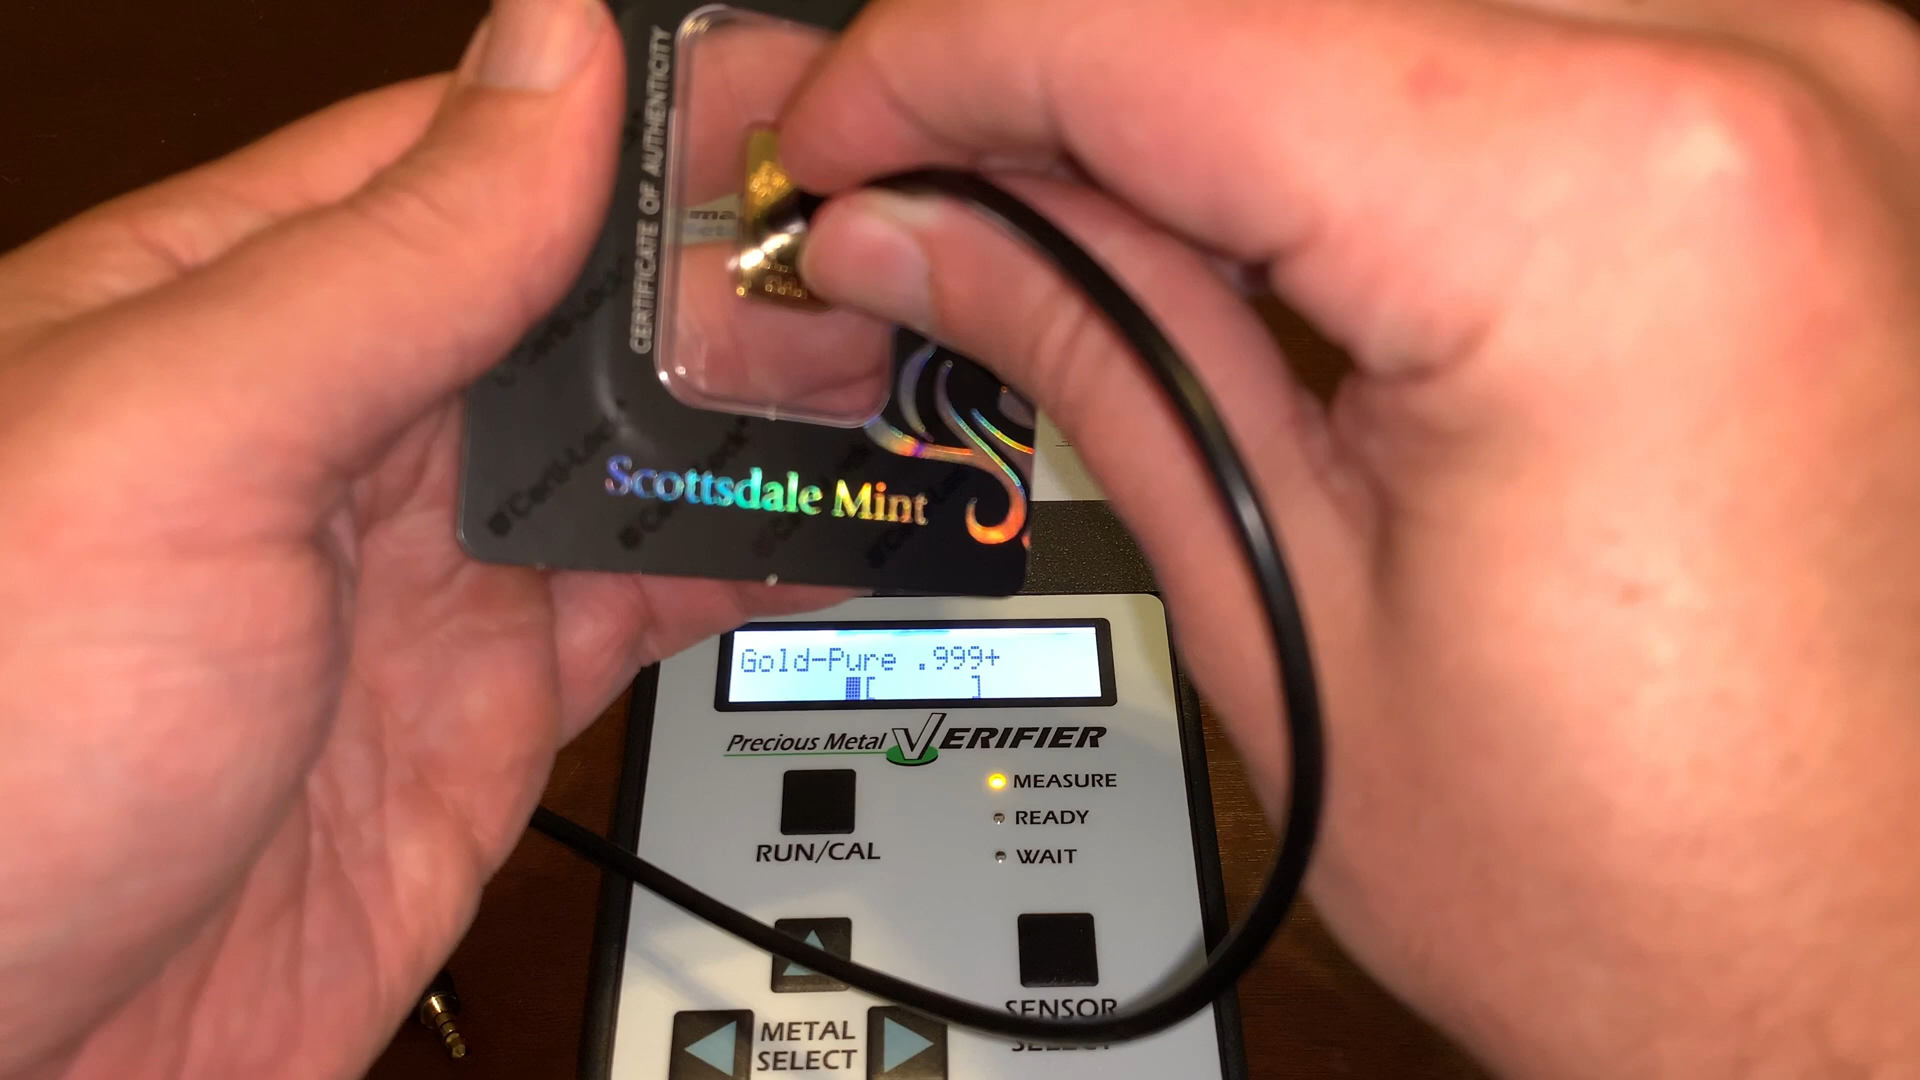 CERTIFICATE OF AUTHENTICITY
Scottsdale Mint
Gold-Pure .999+
[ ]
Precious Metal VERIFIER
MEASURE
READY
WAIT
RUN/CAL
SENSOR
SELECT
METAL
SELECT